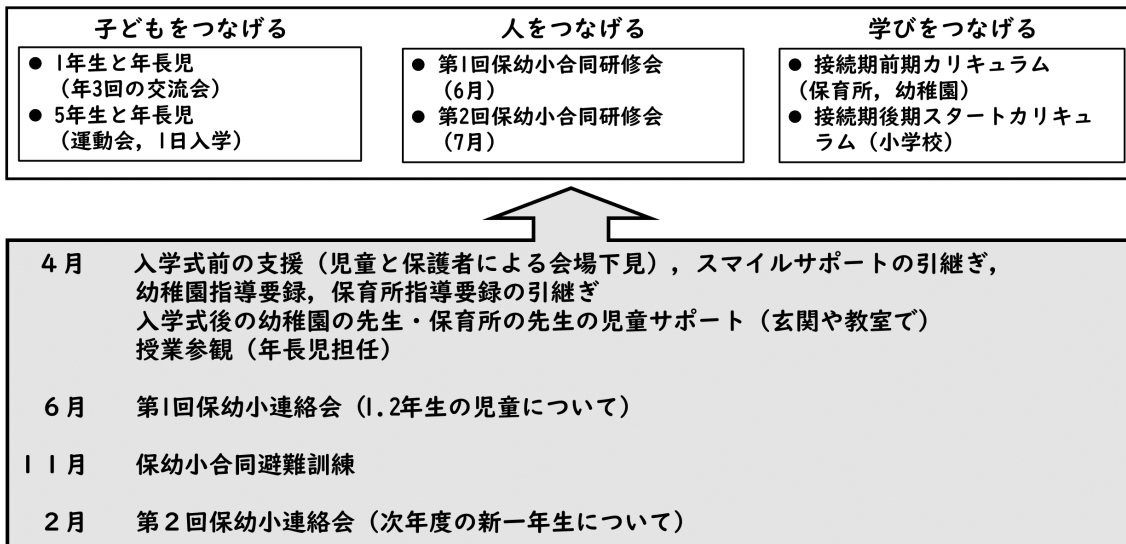 子どもをつなげる
● 1年生と年長児
(年3回の交流会)
● 5年生と年長児
(運動会，1日入学)
人をつなげる
● 第1回保幼小合同研修会
(6月)
● 第2回保幼小合同研修会
(7月)
学びをつなげる
● 接続期前期カリキュラム
(保育所，幼稚園)
● 接続期後期スタートカリキュ
ラム（小学校）
４月 入学式前の支援（児童と保護者による会場下見），スマイルサポートの引継ぎ，
幼稚園指導要録，保育所指導要録の引継ぎ
入学式後の幼稚園の先生・保育所の先生の児童サポート（玄関や教室で）
授業参観（年長児担任）
６月 第1回保幼小連絡会（1.2年生の児童について）
１１月 保幼小合同避難訓練
２月 第２回保幼小連絡会（次年度の新一年生について）